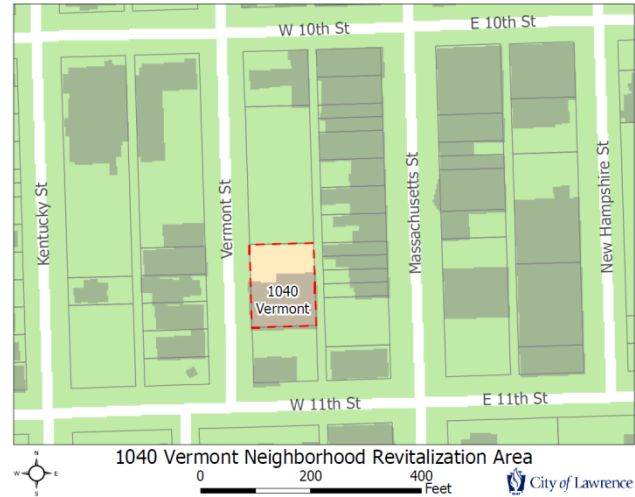 W 10th St
E 10th St
Kentucky St
Vermont St
Massachusetts St
New Hampshire St
1040
Vermont
W 11th St
E 11th St
1040 Vermont Neighborhood Revitalization Area
N
W
E
S
0
200
400
Feet
City of Lawrence